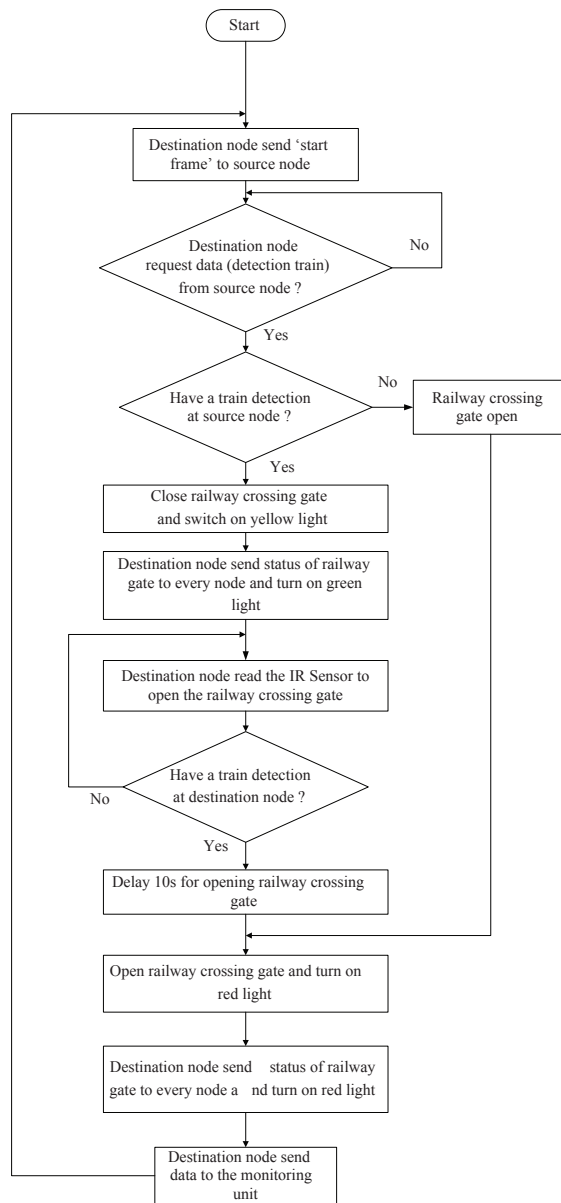 Start
Destination node send ‘start
frame’ to source node
Destination node
request data (detection train)
from source node ?
No
Yes
Have a train detection
at source node ?
No
Railway crossing
gate open
Yes
Close railway crossing gate
and switch on yellow light
Destination node send status of railway
gate to every node and turn on green
light
Destination node read the IR Sensor to
open the railway crossing gate
Have a train detection
at destination node ?
No
Yes
Delay 10s for opening railway crossing
gate
Open railway crossing gate and turn on
red light
Destination node send status of railway
gate to every node a nd turn on red light
Destination node send
data to the monitoring
unit